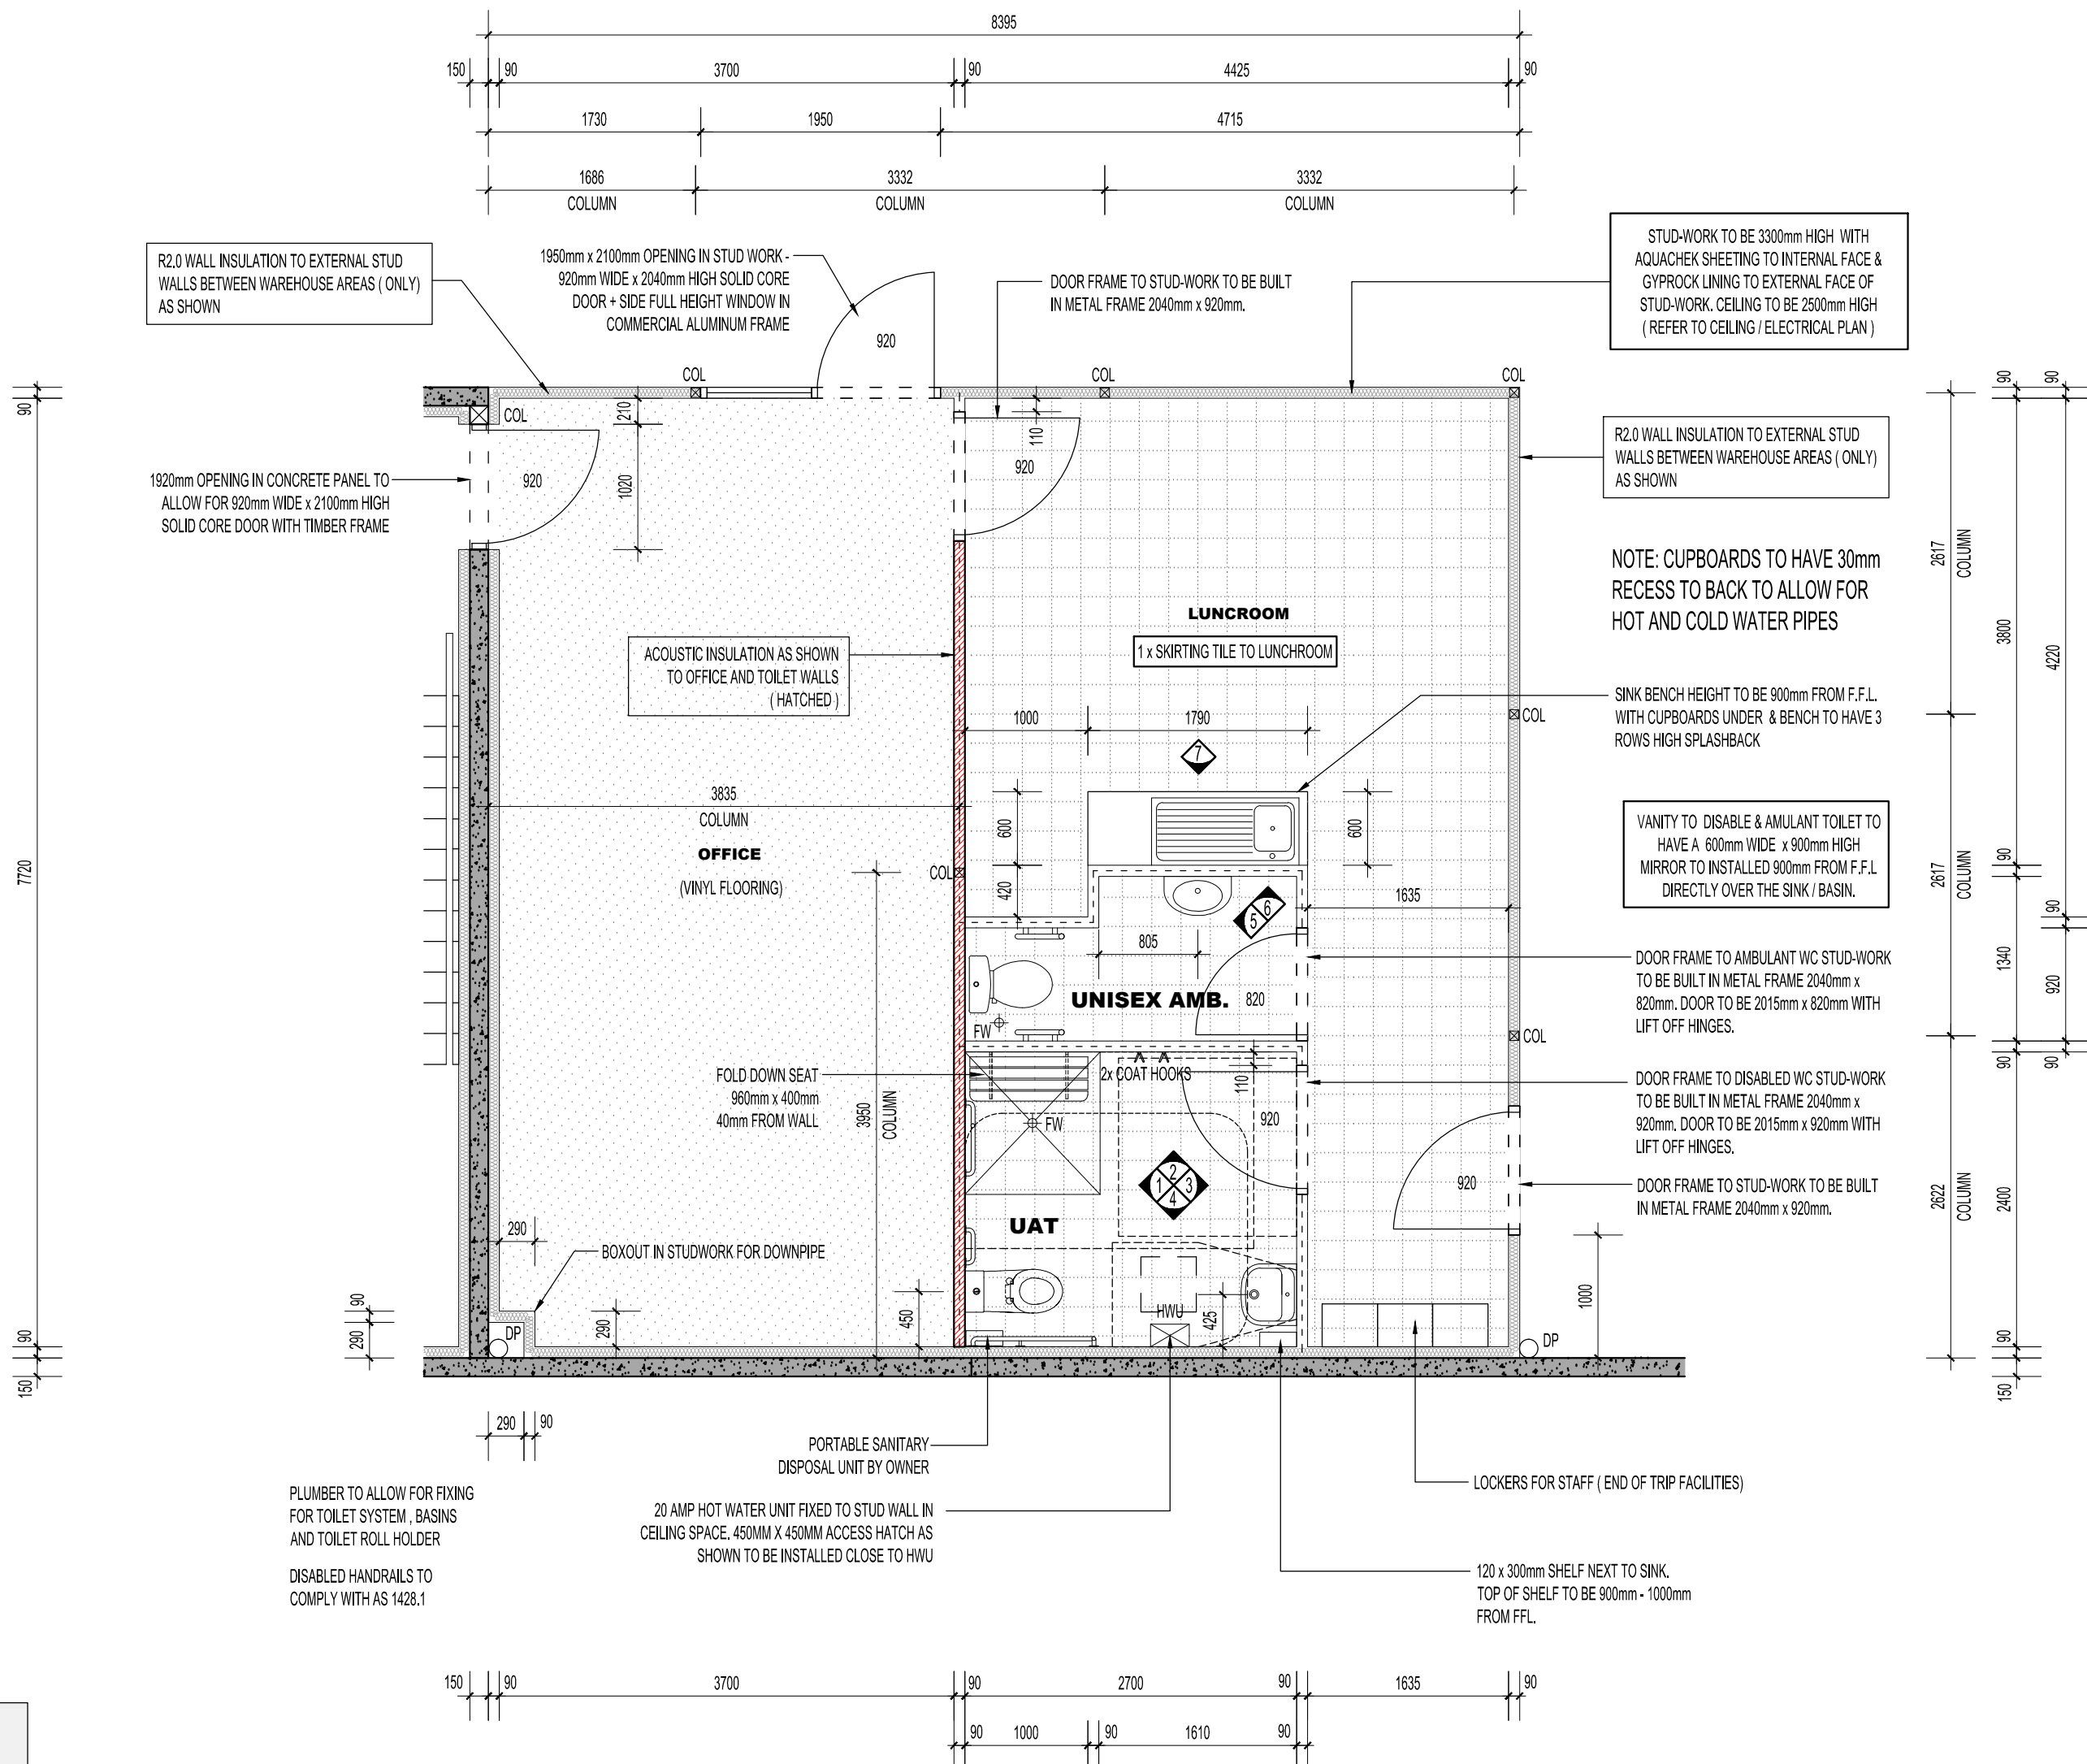 8395
150
90
3700
90
4425
90
1730
1950
4715
1686
COLUMN
3332
COLUMN
3332
COLUMN
R2.0 WALL INSULATION TO EXTERNAL STUD
WALLS BETWEEN WAREHOUSE AREAS ( ONLY)
AS SHOWN
1950mm x 2100mm OPENING IN STUD WORK -
920mm WIDE x 2040mm HIGH SOLID CORE
DOOR + SIDE FULL HEIGHT WINDOW IN
COMMERCIAL ALUMINUM FRAME
920
DOOR FRAME TO STUD-WORK TO BE BUILT
IN METAL FRAME 2040mm x 920mm.
STUD-WORK TO BE 3300mm HIGH WITH
AQUACHEK SHEETING TO INTERNAL FACE &
GYPROCK LINING TO EXTERNAL FACE OF
STUD-WORK. CEILING TO BE 2500mm HIGH
( REFER TO CEILING / ELECTRICAL PLAN )
COL
COL
COL
COL
90
210
110
90
90
1920mm OPENING IN CONCRETE PANEL TO
ALLOW FOR 920mm WIDE x 2100mm HIGH
SOLID CORE DOOR WITH TIMBER FRAME
920
1020
920
R2.0 WALL INSULATION TO EXTERNAL STUD
WALLS BETWEEN WAREHOUSE AREAS ( ONLY)
AS SHOWN
NOTE: CUPBOARDS TO HAVE 30mm
RECESS TO BACK TO ALLOW FOR
HOT AND COLD WATER PIPES
2617
COLUMN
3800
4220
LUNCROOM
1 x SKIRTING TILE TO LUNCHROOM
ACOUSTIC INSULATION AS SHOWN
TO OFFICE AND TOILET WALLS
( HATCHED )
SINK BENCH HEIGHT TO BE 900mm FROM F.F.L.
WITH CUPBOARDS UNDER & BENCH TO HAVE 3
ROWS HIGH SPLASHBACK
COL
1000
1790
7
3835
COLUMN
OFFICE
(VINYL FLOORING)
COL
600
420
600
VANITY TO DISABLE & AMULANT TOILET TO
HAVE A 600mm WIDE x 900mm HIGH
MIRROR TO INSTALLED 900mm FROM F.F.L
DIRECTLY OVER THE SINK / BASIN.
7720
2617
COLUMN
90
90
1340
920
1635
5
6
805
UNISEX AMB.
820
FW
DOOR FRAME TO AMBULANT WC STUD-WORK
TO BE BUILT IN METAL FRAME 2040mm x
820mm. DOOR TO BE 2015mm x 820mm WITH
LIFT OFF HINGES.
COL
90
90
FOLD DOWN SEAT
960mm x 400mm
40mm FROM WALL
3950
COLUMN
2x COAT HOOKS
110
920
FW
DOOR FRAME TO DISABLED WC STUD-WORK
TO BE BUILT IN METAL FRAME 2040mm x
920mm. DOOR TO BE 2015mm x 920mm WITH
LIFT OFF HINGES.
1
2
3
4
920
DOOR FRAME TO STUD-WORK TO BE BUILT
IN METAL FRAME 2040mm x 920mm.
2622
COLUMN
2400
UAT
290
BOXOUT IN STUDWORK FOR DOWNPIPE
1000
90
290
90
150
DP
290
450
HWU
425
DP
90
150
290
90
PORTABLE SANITARY
DISPOSAL UNIT BY OWNER
LOCKERS FOR STAFF ( END OF TRIP FACILITIES)
PLUMBER TO ALLOW FOR FIXING
FOR TOILET SYSTEM , BASINS
AND TOILET ROLL HOLDER
DISABLED HANDRAILS TO
COMPLY WITH AS 1428.1
20 AMP HOT WATER UNIT FIXED TO STUD WALL IN
CEILING SPACE. 450MM X 450MM ACCESS HATCH AS
SHOWN TO BE INSTALLED CLOSE TO HWU
120 x 300mm SHELF NEXT TO SINK.
TOP OF SHELF TO BE 900mm - 1000mm
FROM FFL.
150
90
3700
90
2700
90
1635
90
90
1000
90
1610
90